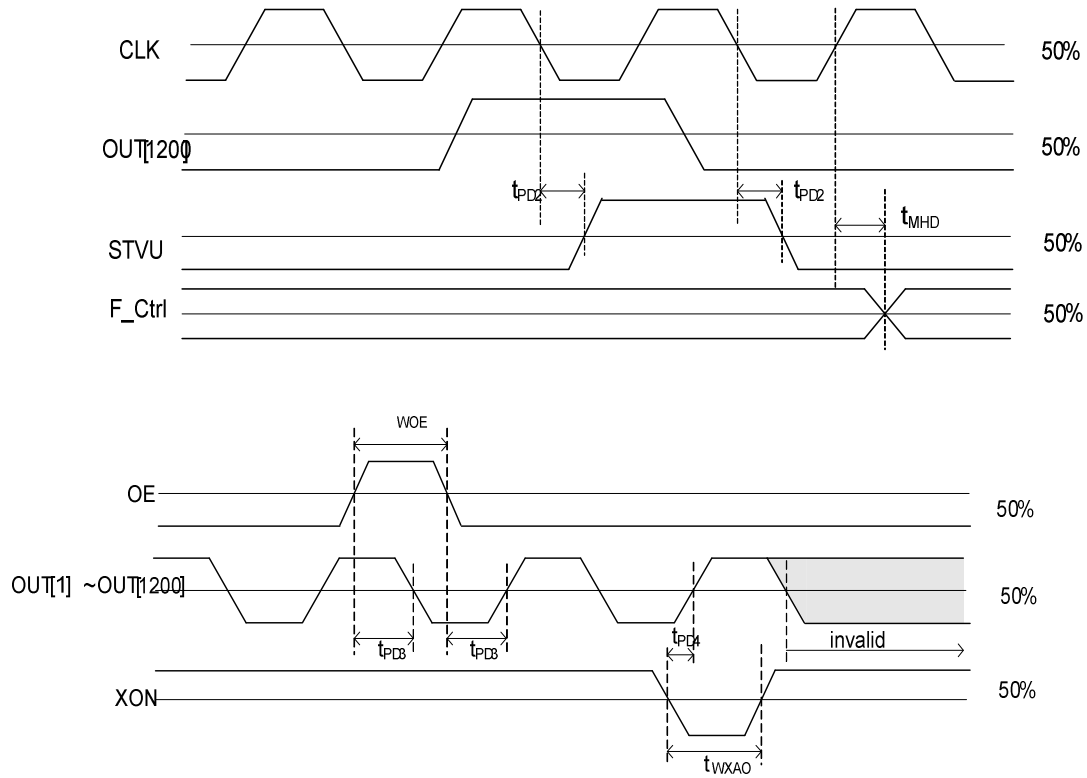 CLK 50%
OUT[1200] 50%
tPD2 tPD2 tMHD
STVU 50%
F_Ctrl 50%
WOE
OE 50%
OUT[1] ~OUT[1200] 50%
tPD3 tPD3 tPD4 invalid
XON 50%
tWXAO